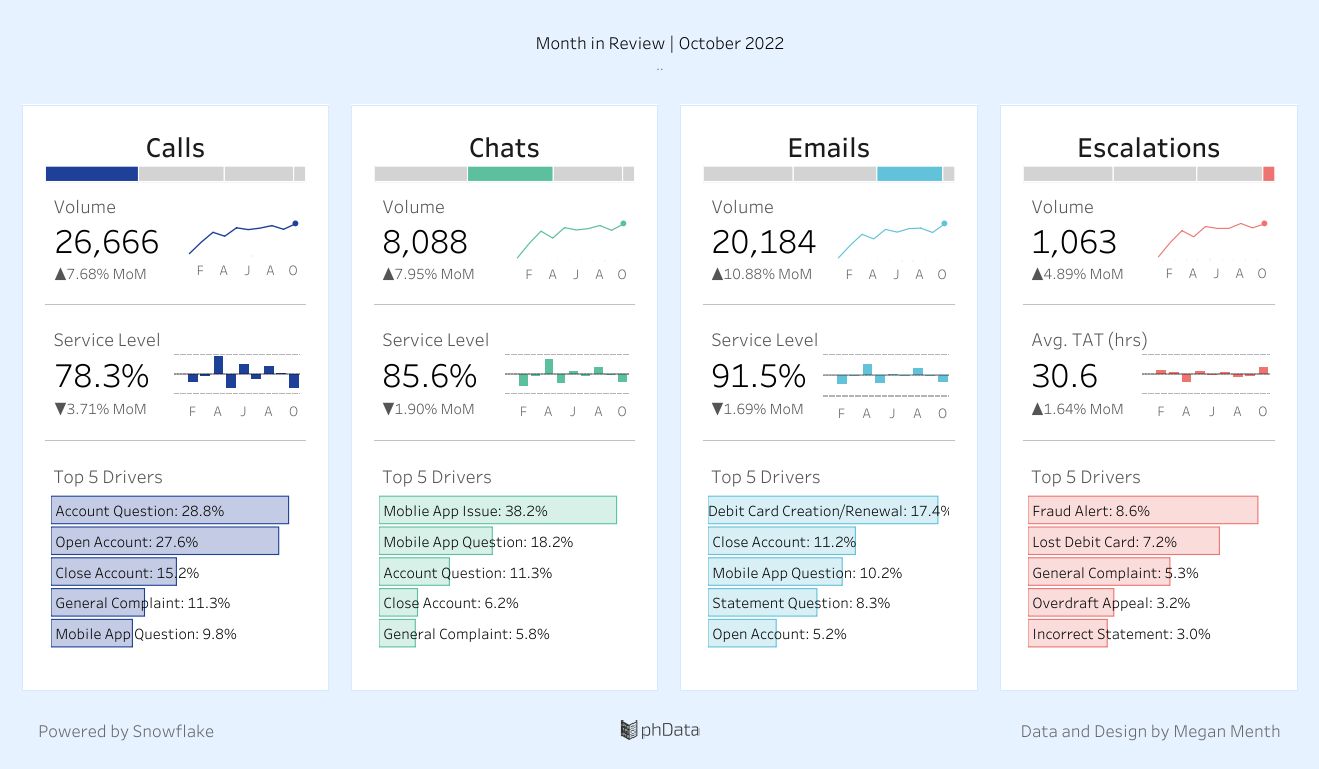 Month in Review | October 2022
Calls
Volume
26,666
▲7.68% MoM
F A J A O
Service Level
78.3%
▼3.71% MoM
F A J A O
Top 5 Drivers
Account Question: 28.8%
Open Account: 27.6%
Close Account: 15.2%
General Complaint: 11.3%
Mobile App Question: 9.8%
Chats
Volume
8,088
▲7.95% MoM
F A J A O
Service Level
85.6%
▼1.90% MoM
F A J A O
Top 5 Drivers
Moblie App Issue: 38.2%
Mobile App Question: 18.2%
Account Question: 11.3%
Close Account: 6.2%
General Complaint: 5.8%
Emails
Volume
20,184
▲10.88% MoM
F A J A O
Service Level
91.5%
▼1.69% MoM
F A J A O
Top 5 Drivers
Debit Card Creation/Renewal: 17.4%
Close Account: 11.2%
Mobile App Question: 10.2%
Statement Question: 8.3%
Open Account: 5.2%
Escalations
Volume
1,063
▲4.89% MoM
F A J A O
Avg. TAT (hrs)
30.6
▲1.64% MoM
F A J A O
Top 5 Drivers
Fraud Alert: 8.6%
Lost Debit Card: 7.2%
General Complaint: 5.3%
Overdraft Appeal: 3.2%
Incorrect Statement: 3.0%
Powered by Snowflake
phData
Data and Design by Megan Menth